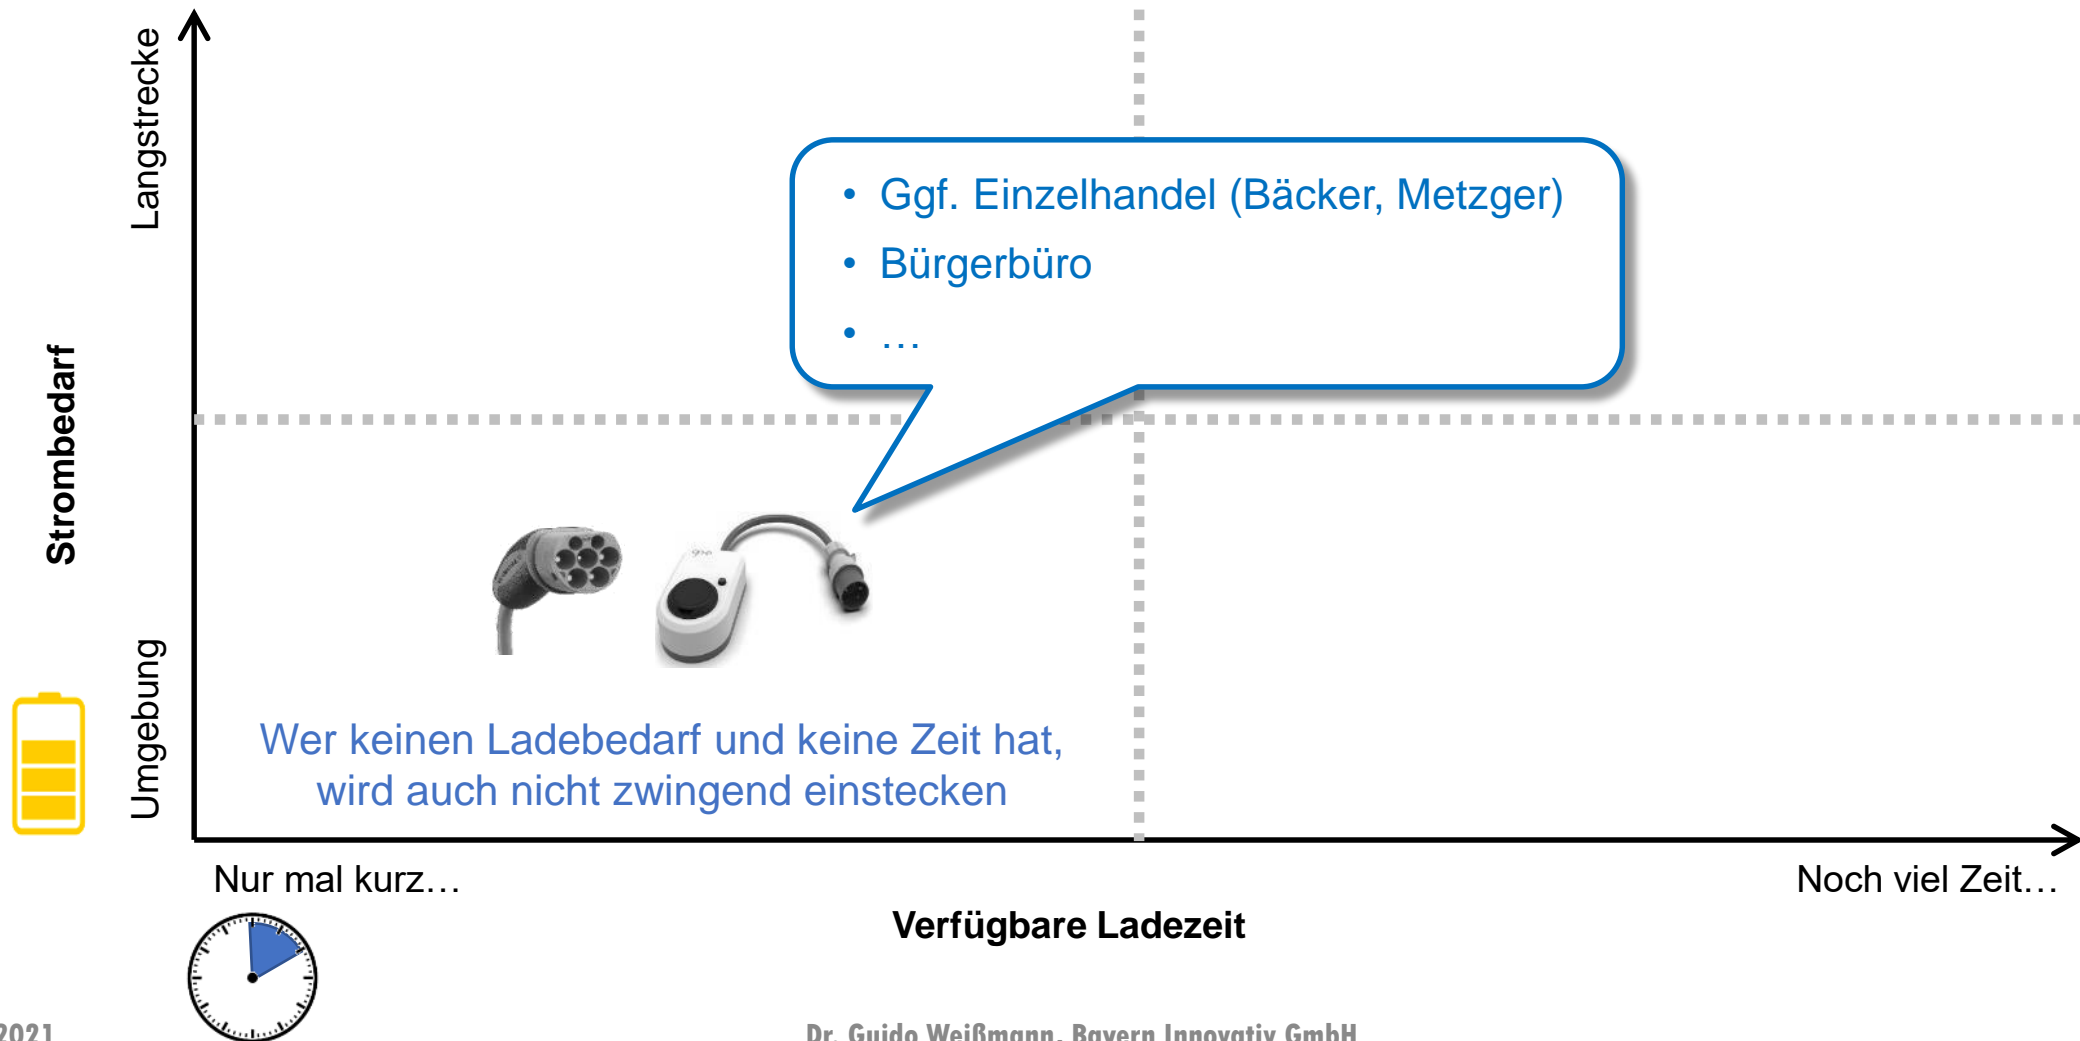 Langstrecke
• Ggf. Einzelhandel (Bäcker, Metzger)
• Bürgerbüro
• …
Strombedarf
Umgebung
Wer keinen Ladebedarf und keine Zeit hat,
wird auch nicht zwingend einstecken
Nur mal kurz…
Noch viel Zeit…
Verfügbare Ladezeit
2021
Dr. Guido Weißmann, Bayern Innovativ GmbH